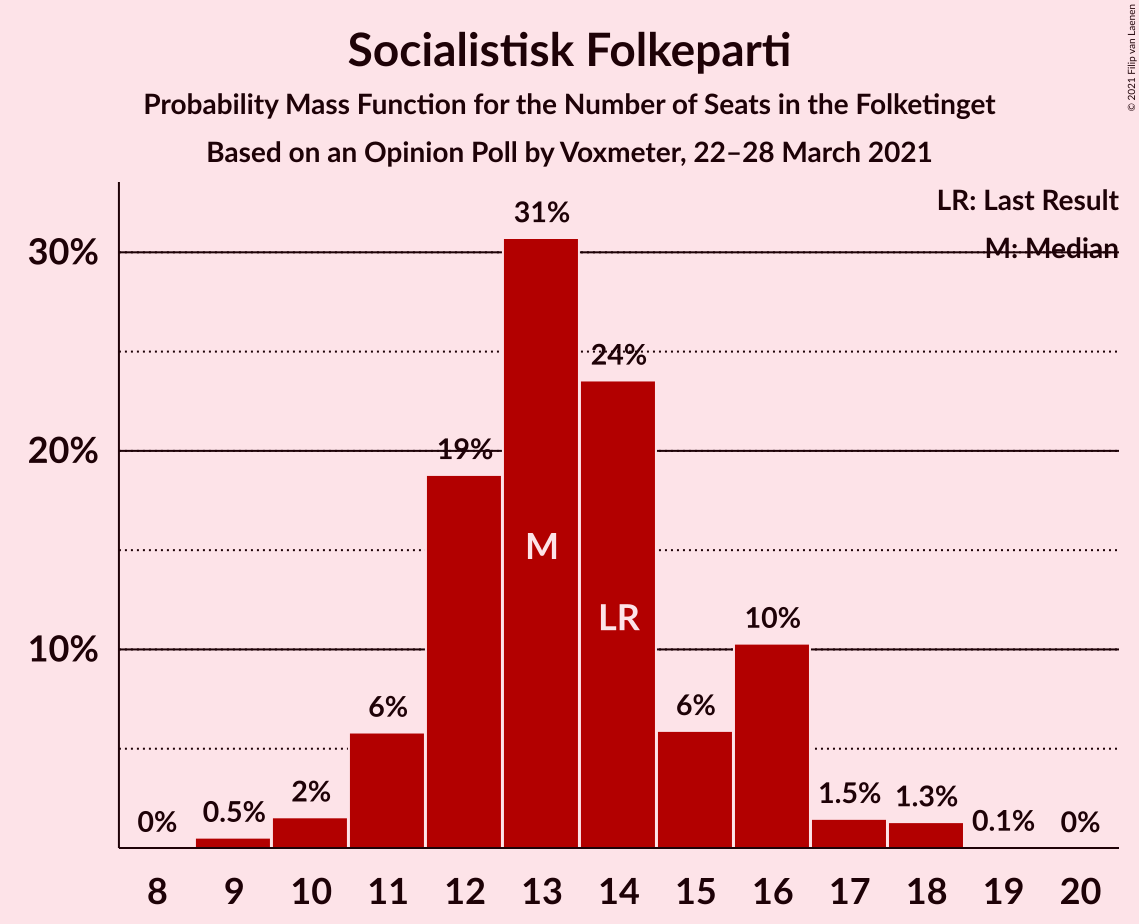 Socialistisk Folkeparti
Probability Mass Function for the Number of Seats in the Folketinget
Based on an Opinion Poll by Voxmeter, 22–28 March 2021
© 2021 Filip van Laenen
LR: Last Result
M: Median
30%
20%
10%
0%
0.5%
2%
6%
19%
31%
24%
6%
10%
1.5%
1.3%
0.1%
0%
M
LR
8 9 10 11 12 13 14 15 16 17 18 19 20